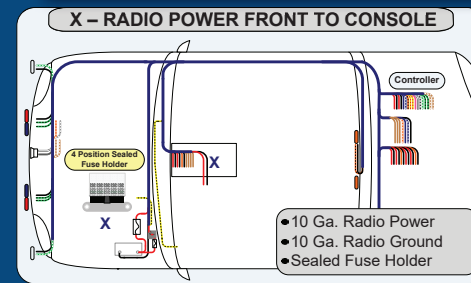 X – RADIO POWER FRONT TO CONSOLE
Controller
4 Position Sealed
Fuse Holder
X
X
•10 Ga. Radio Power
•10 Ga. Radio Ground
•Sealed Fuse Holder